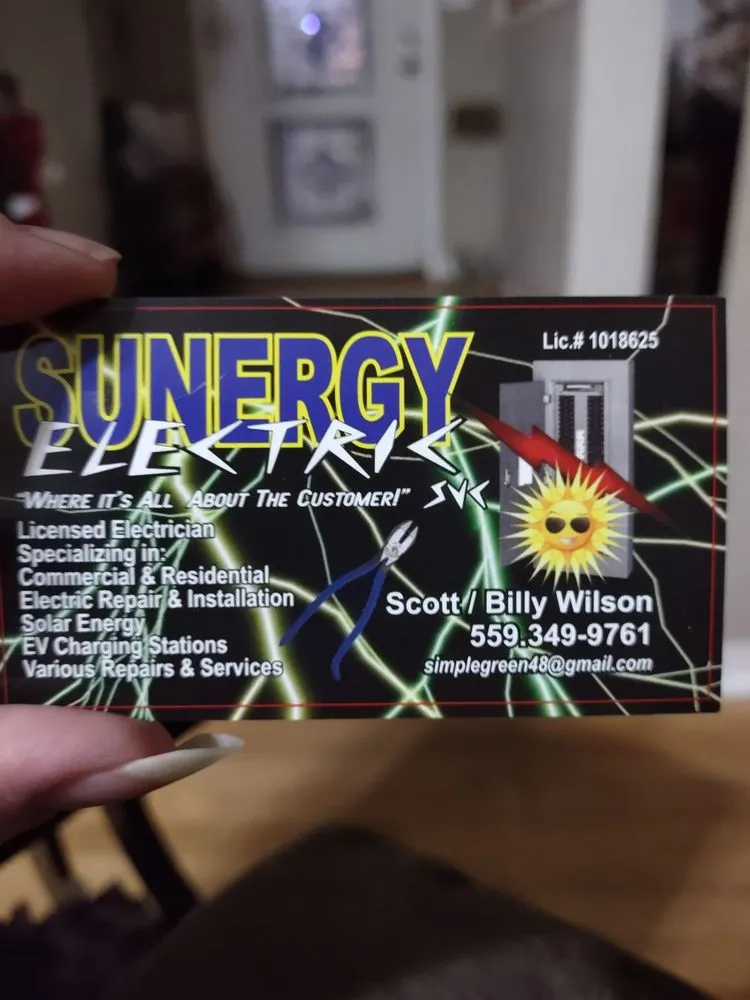 Lic.# 1018625
SUNERGY
ELECTRIC
SVC
"WHERE IT'S ALL ABOUT THE CUSTOMER!"
Licensed Electrician
Specializing in:
Commercial & Residential
Electric Repair & Installation
Solar Energy
EV Charging Stations
Various Repairs & Services
Scott / Billy Wilson
559.349-9761
simplegreen48@gmail.com